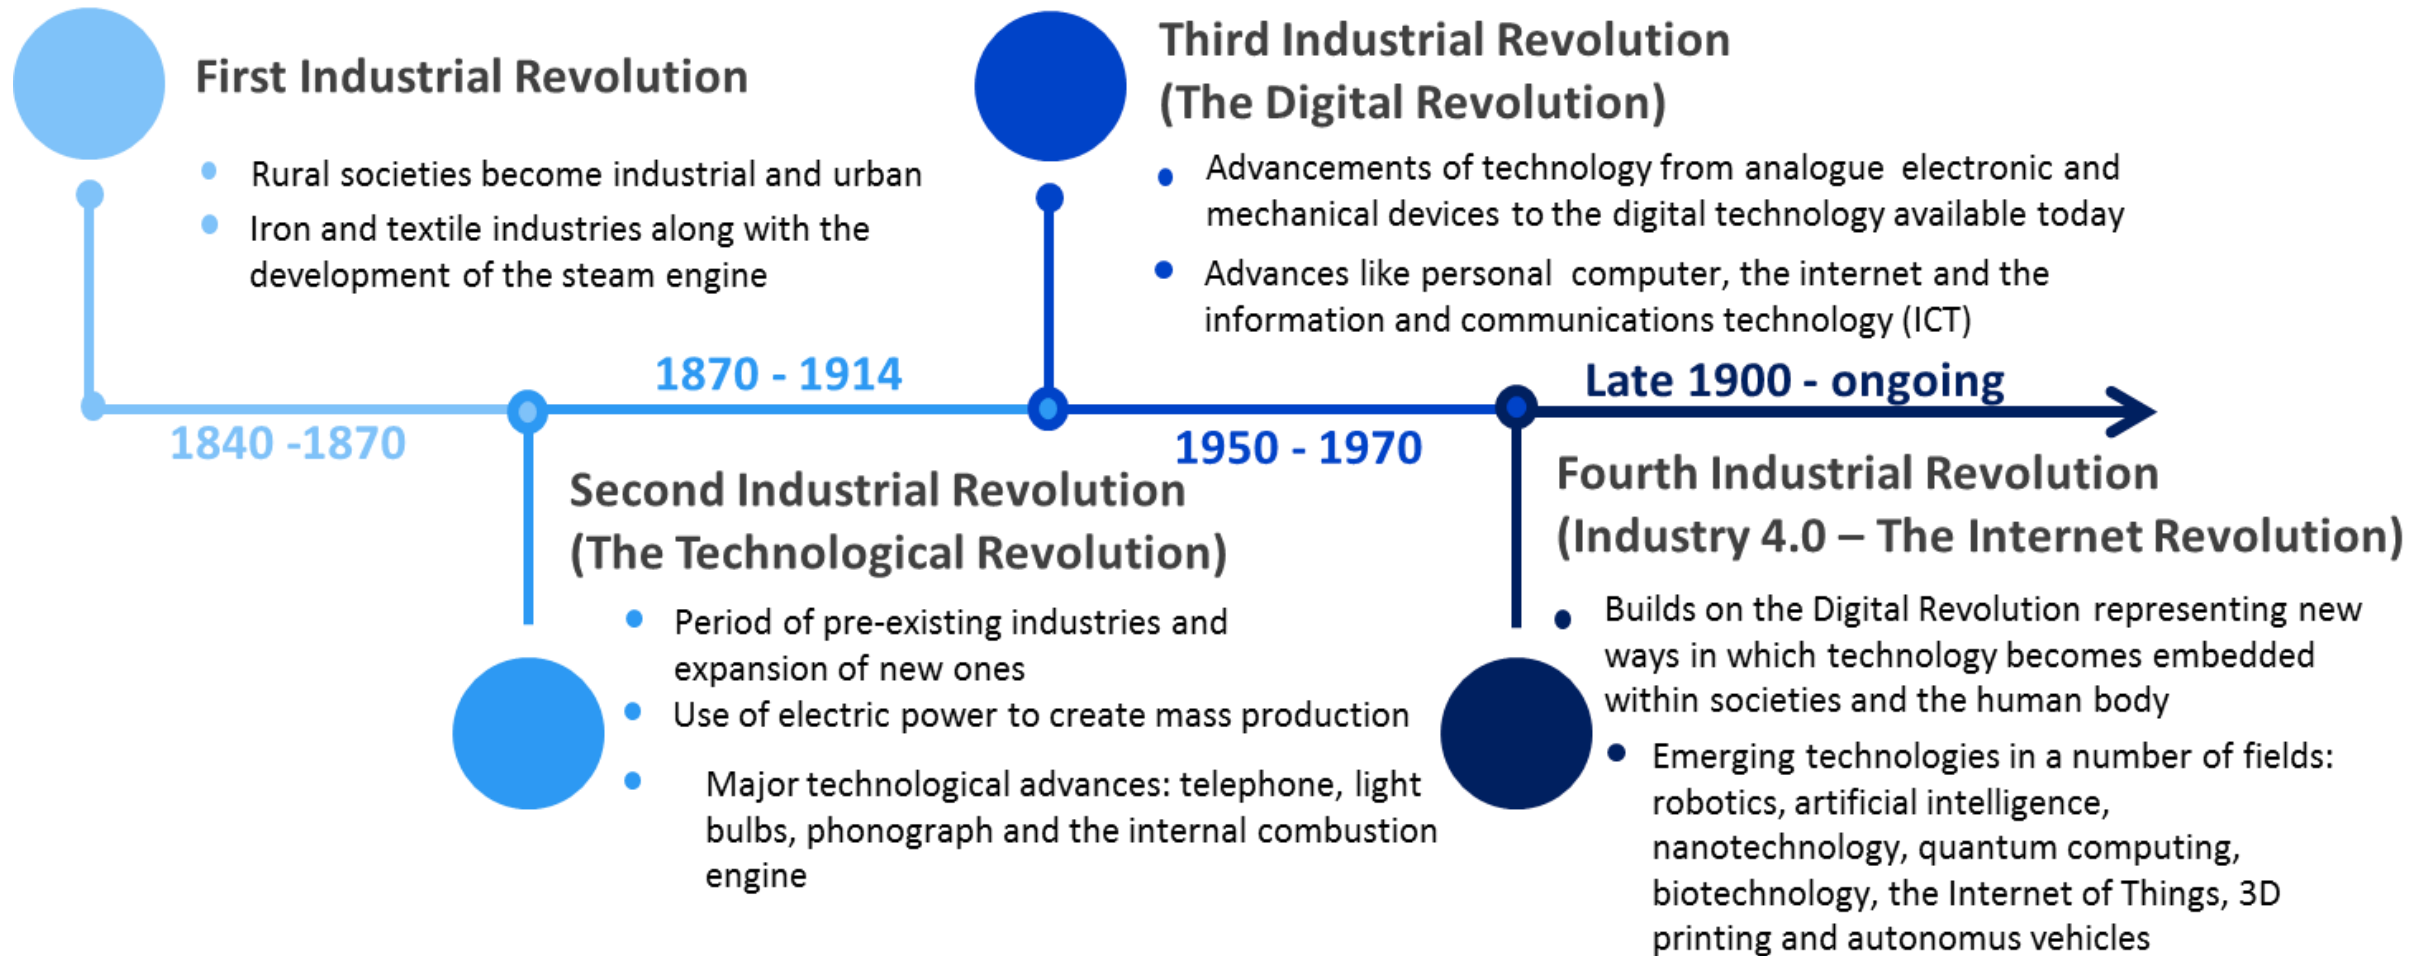 First Industrial Revolution
Rural societies become industrial and urban
Iron and textile industries along with the
development of the steam engine
1840 -1870
1870 - 1914
Second Industrial Revolution
(The Technological Revolution)
Period of pre-existing industries and
expansion of new ones
Use of electric power to create mass production
Major technological advances: telephone, light
bulbs, phonograph and the internal combustion
engine
Third Industrial Revolution
(The Digital Revolution)
Advancements of technology from analogue electronic and
mechanical devices to the digital technology available today
Advances like personal computer, the internet and the
information and communications technology (ICT)
1950 - 1970
Late 1900 - ongoing
Fourth Industrial Revolution
(Industry 4.0 – The Internet Revolution)
Builds on the Digital Revolution representing new
ways in which technology becomes embedded
within societies and the human body
Emerging technologies in a number of fields:
robotics, artificial intelligence,
nanotechnology, quantum computing,
biotechnology, the Internet of Things, 3D
printing and autonomus vehicles